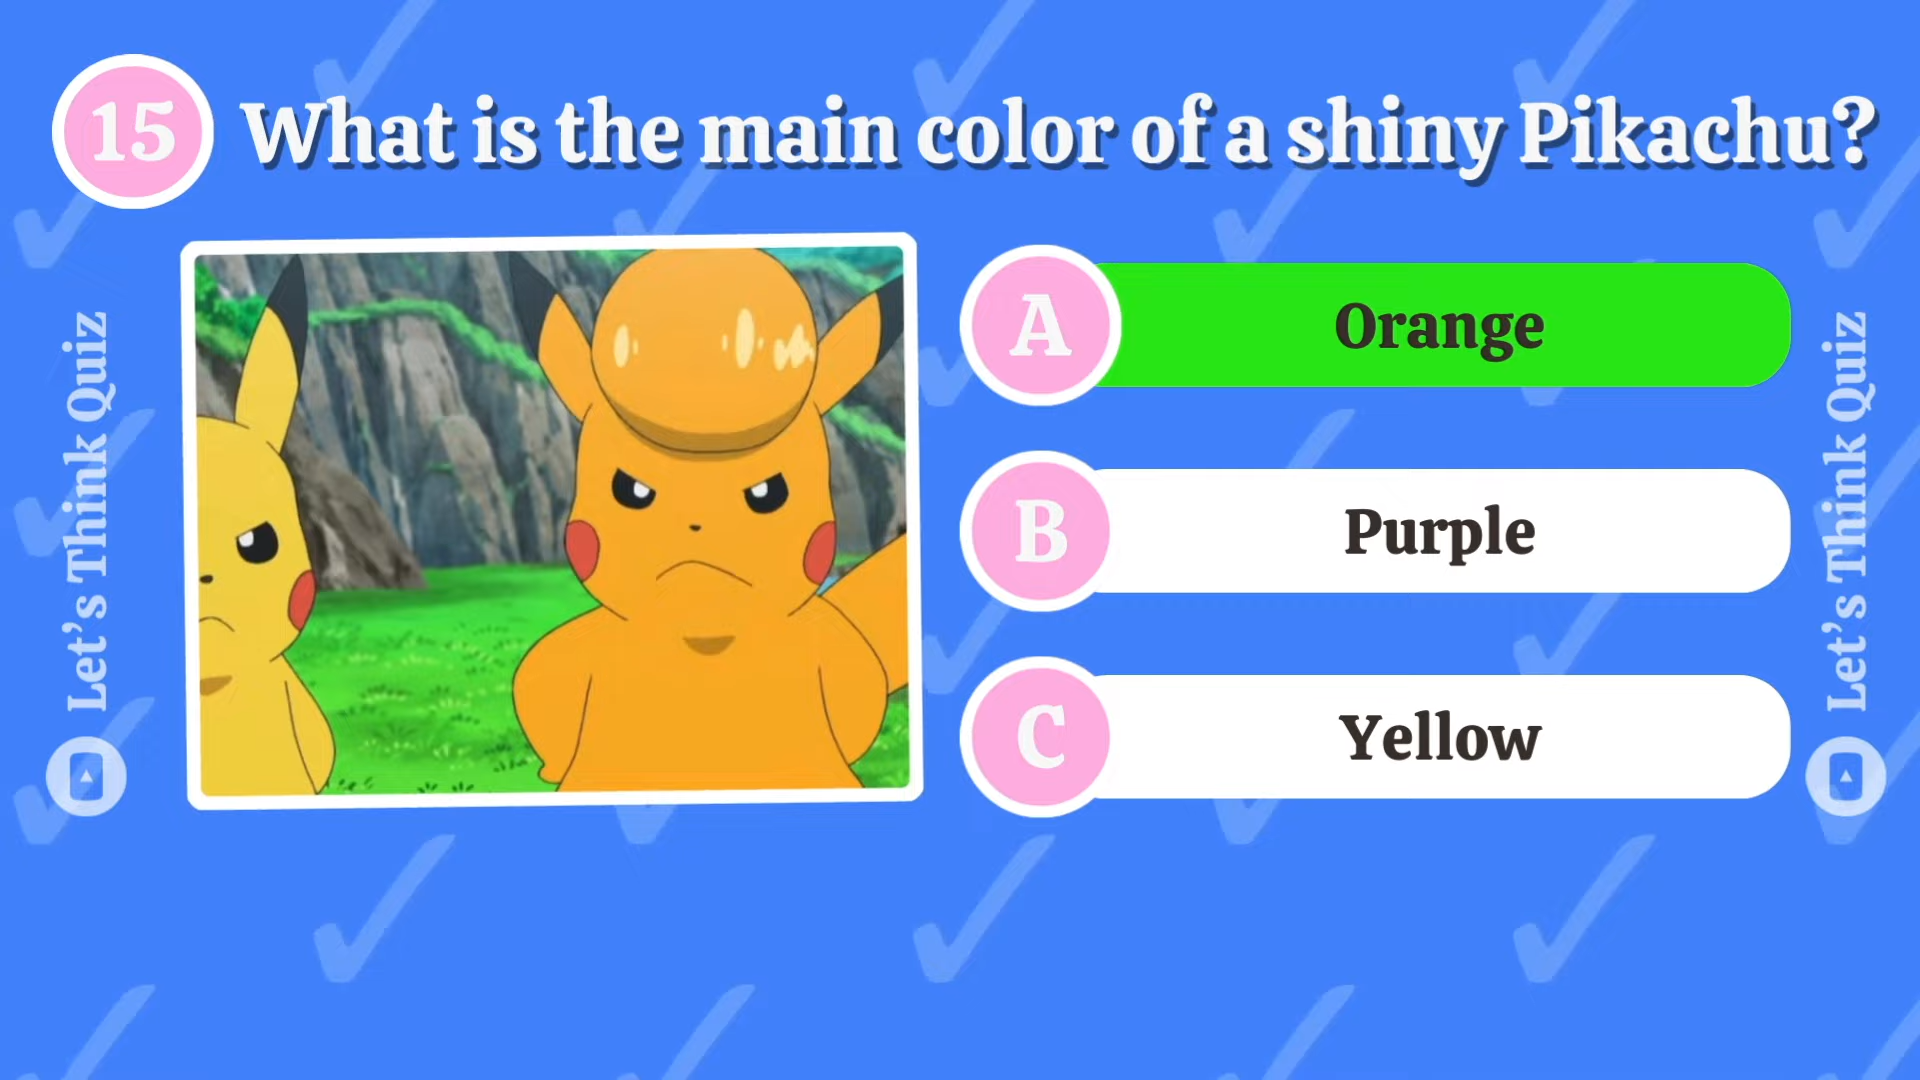 15
What is the main color of a shiny Pikachu?
A
Orange
B
Purple
C
Yellow
Let's Think Quiz
Let's Think Quiz